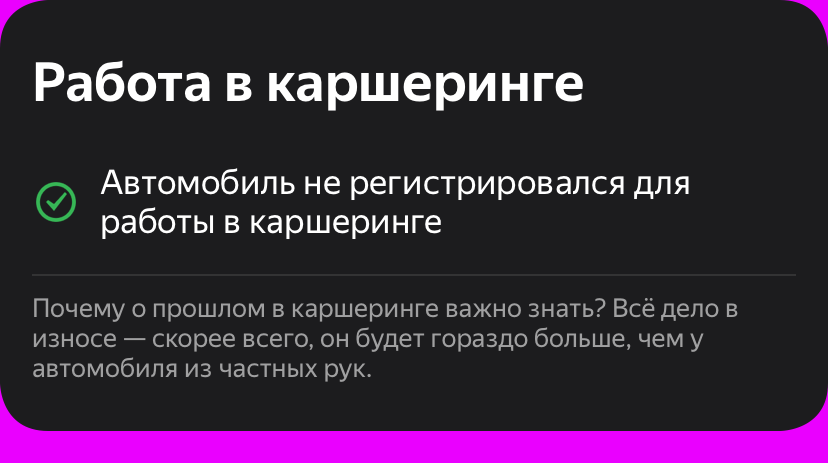 Работа в каршеринге
Автомобиль не регистрировался для
работы в каршеринге
Почему о прошлом в каршеринге важно знать? Всё дело в
износе — скорее всего, он будет гораздо больше, чем у
автомобиля из частных рук.